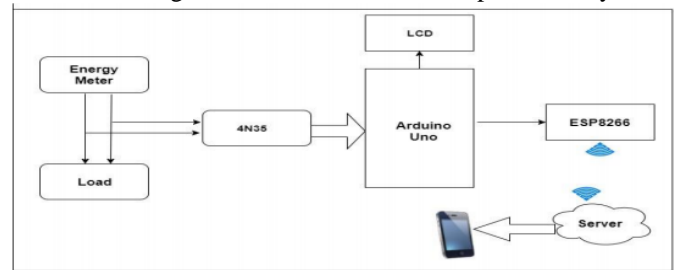 LCD
Energy
Meter
4N35
Arduino
Uno
ESP8266
Load
Server